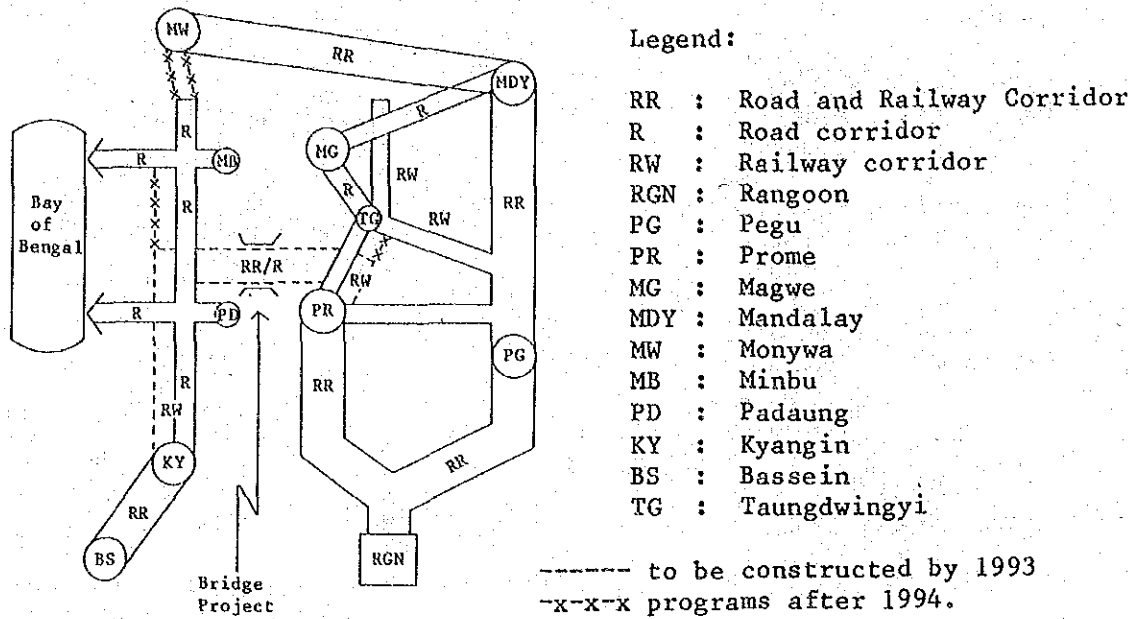 MW
RR
MDY
R
R
MG
R
MB
RW
R
R
TG
RW
RR
Bay
of
Bengal
RR/R
RW
R
PD
PR
PG
R
RR
RW
KY
RR
RR
BS
RGN
Bridge
Project
Legend:
RR : Road and Railway Corridor
R : Road corridor
RW : Railway corridor
RGN : Rangoon
PG : Pegu
PR : Prome
MG : Magwe
MDY : Mandalay
MW : Monywa
MB : Minbu
PD : Padaung
KY : Kyangin
BS : Bassein
TG : Taungdwingyi
------ to be constructed by 1993
-x-x-x programs after 1994.